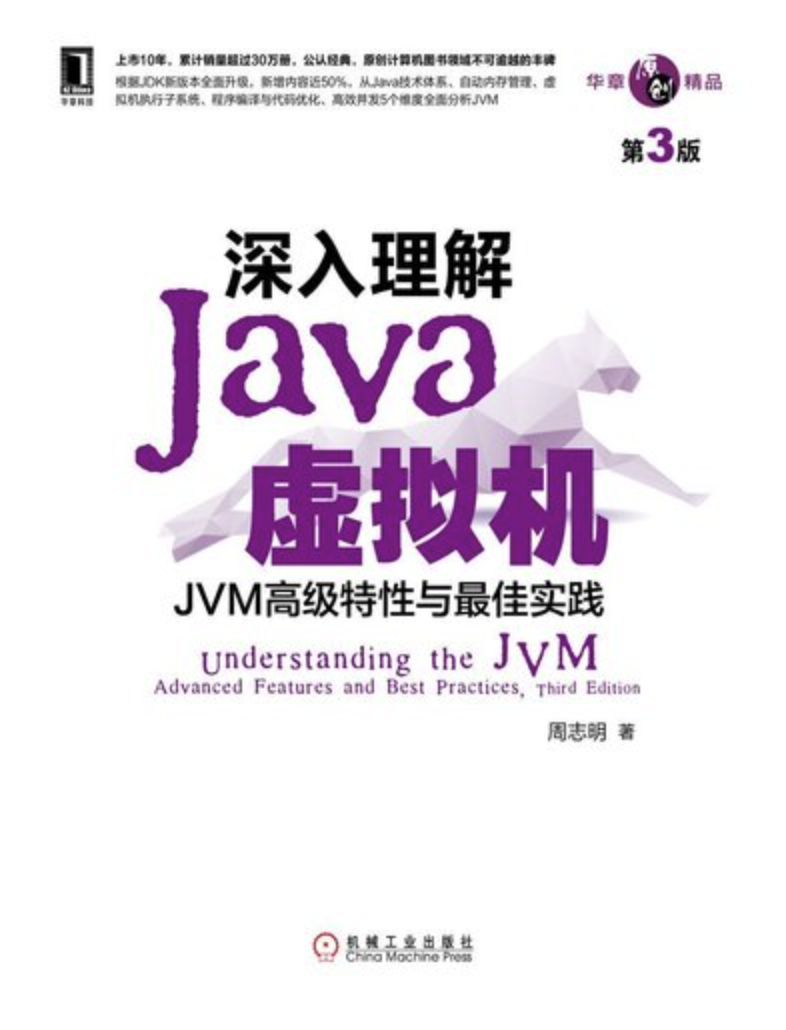 上市10年，累计销量超过30万册，公认经典，原创计算机图书领域不可逾越的丰碑
根据JDK新版本全面升级，新增内容近50%，从Java技术体系、自动内存管理、虚
拟机执行子系统、程序编译与代码优化、高效并发5个维度全面分析JVM
华章科技
华章 原创 精品
第3版
深入理解
Java
虚拟机
JVM高级特性与最佳实践
Understanding the JVM
Advanced Features and Best Practices, Third Edition
周志明 著
机械工业出版社
China Machine Press